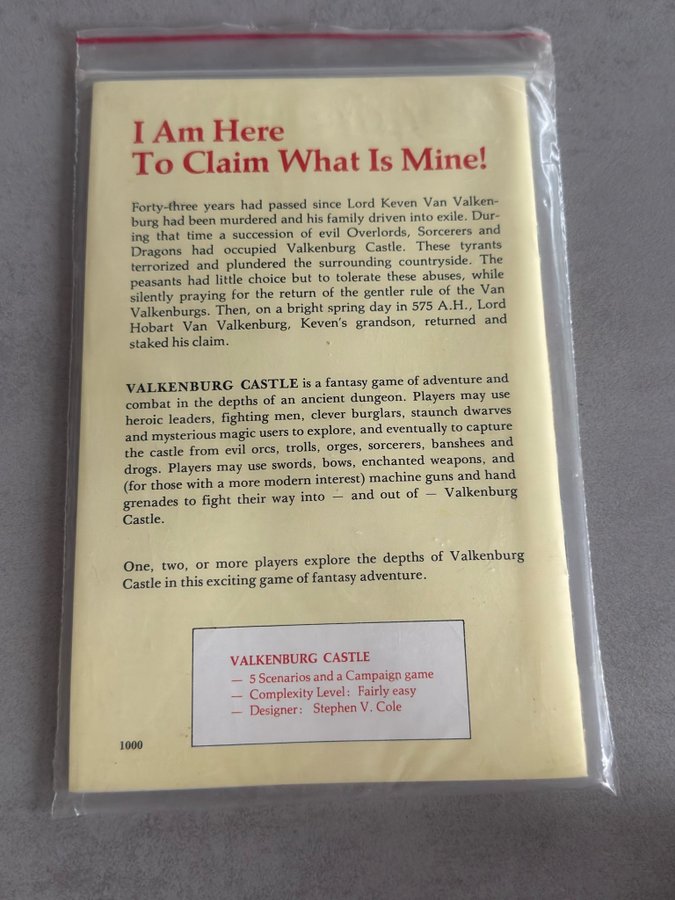 I Am Here
To Claim What Is Mine!
Forty-three years had passed since Lord Keven Van Valken-
burg had been murdered and his family driven into exile. Dur-
ing that time a succession of evil Overlords, Sorcerers and
Dragons had occupied Valkenburg Castle. These tyrants
terrorized and plundered the surrounding countryside. The
peasants had little choice but to tolerate these abuses, while
silently praying for the return of the gentler rule of the Van
Valkenburgs. Then, on a bright spring day in 575 A.H., Lord
Hobart Van Valkenburg, Keven's grandson, returned and
staked his claim.
VALKENBURG CASTLE is a fantasy game of adventure and
combat in the depths of an ancient dungeon. Players may use
heroic leaders, fighting men, clever burglars, staunch dwarves
and mysterious magic users to explore, and eventually to capture
the castle from evil orcs, trolls, orges, sorcerers, banshees and
drogs. Players may use swords, bows, enchanted weapons, and
(for those with a more modern interest) machine guns and hand
grenades to fight their way into — and out of — Valkenburg
Castle.
One, two, or more players explore the depths of Valkenburg
Castle in this exciting game of fantasy adventure.
VALKENBURG CASTLE
— 5 Scenarios and a Campaign game
— Complexity Level: Fairly easy
— Designer: Stephen V. Cole
1000